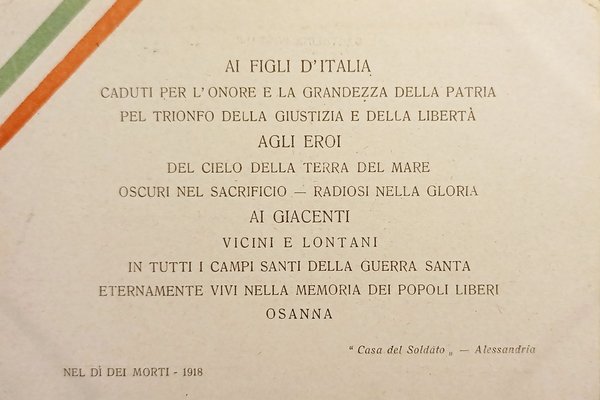 AI FIGLI D'ITALIA
CADUTI PER L'ONORE E LA GRANDEZZA DELLA PATRIA
PEL TRIONFO DELLA GIUSTIZIA E DELLA LIBERTÀ
AGLI EROI
DEL CIELO DELLA TERRA DEL MARE
OSCURI NEL SACRIFICIO — RADIOSI NELLA GLORIA
AI GIACENTI
VICINI E LONTANI
IN TUTTI I CAMPI SANTI DELLA GUERRA SANTA
ETERNAMENTE VIVI NELLA MEMORIA DEI POPOLI LIBERI
OSANNA
“ Casa del Soldato „ — Alessandria
NEL DÌ DEI MORTI - 1918